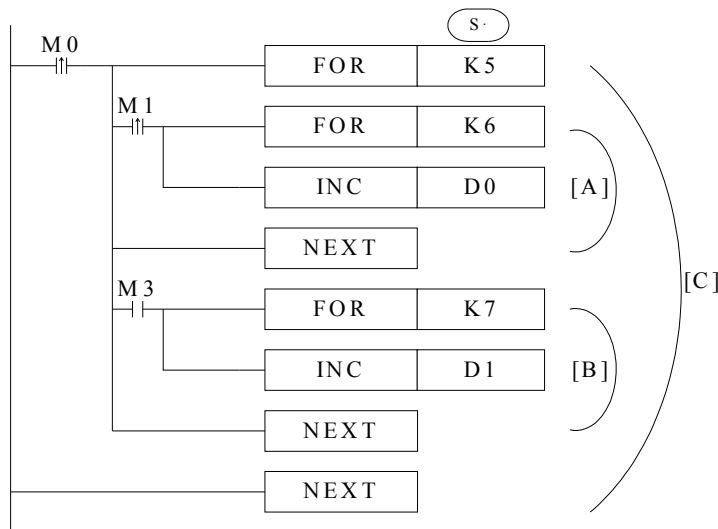 S·
M0
FOR K5
M1
FOR K6
INC D0 [A]
NEXT
[C]
M3
FOR K7
INC D1 [B]
NEXT
NEXT